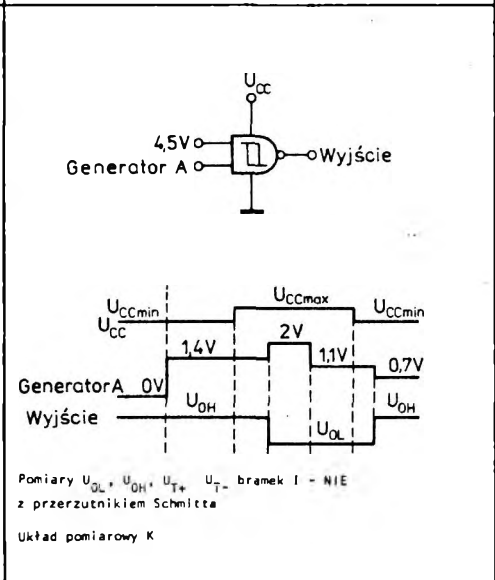 U_CC
4,5V
Generator A Wyjście
U_CCmin U_CCmax U_CCmin
U_CC
2V
1,4V 1,1V 0,7V
Generator A 0V
Wyjście U_OH U_OH
U_OL
Pomiary U_OL, U_OH, U_T+ U_T- bramek I - NIE
z przerzutnikiem Schmitta
Układ pomiarowy K